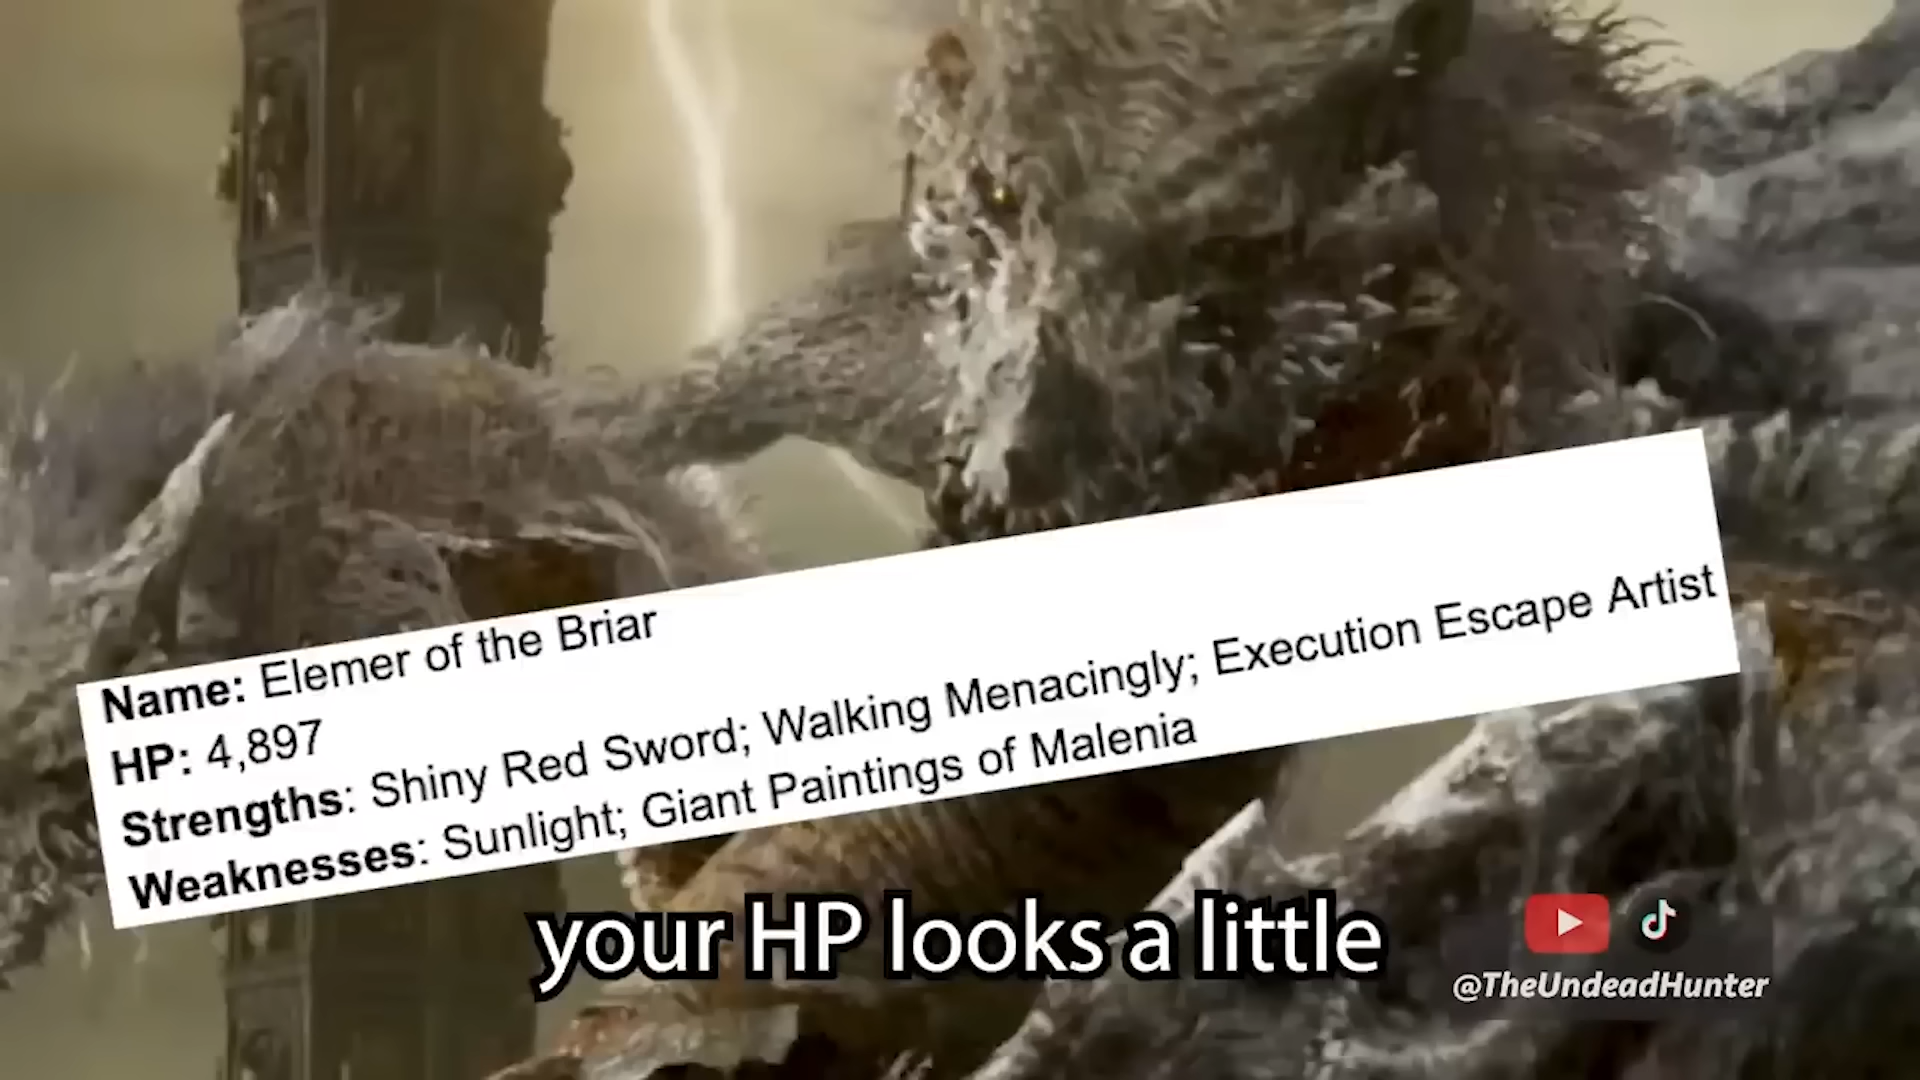 Name: Elemer of the Briar
HP: 4,897
Strengths: Shiny Red Sword; Walking Menacingly; Execution Escape Artist
Weaknesses: Sunlight; Giant Paintings of Malenia
your HP looks a little
@TheUndeadHunter